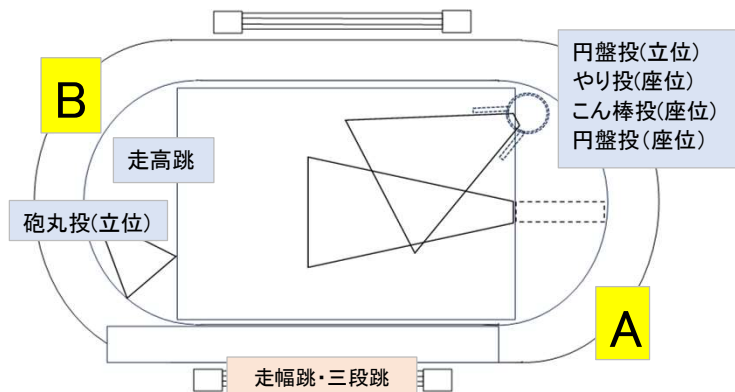 円盤投(立位)
やり投(座位)
こん棒投(座位)
円盤投(座位)
B
走高跳
砲丸投(立位)
A
走幅跳・三段跳